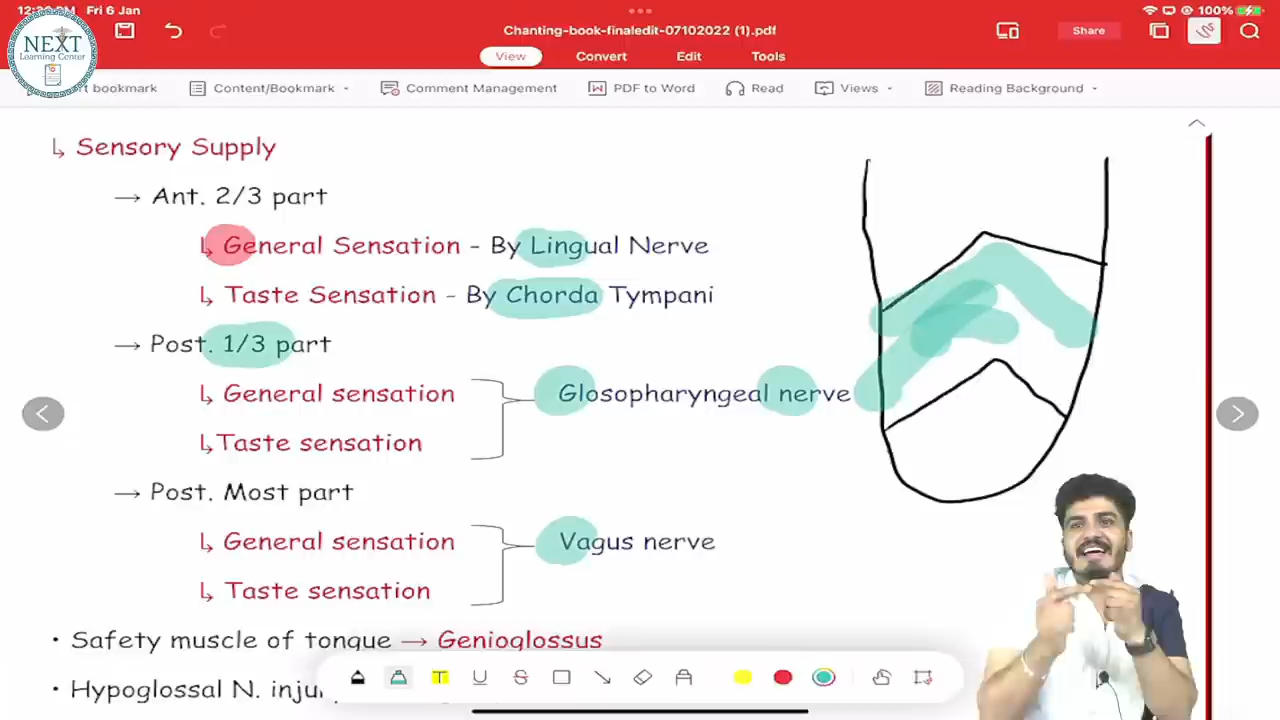 12:20 PM Fri 6 Jan
100%
NEXT
Learning Center
Chanting-book-finaledit-07102022 (1).pdf
Share
View
Convert
Edit
Tools
bookmark
Content/Bookmark
Comment Management
PDF to Word
Read
Views
Reading Background
↳ Sensory Supply
→ Ant. 2/3 part
↳ General Sensation - By Lingual Nerve
↳ Taste Sensation - By Chorda Tympani
→ Post. 1/3 part
↳ General sensation
Glosopharyngeal nerve
↳Taste sensation
→ Post. Most part
↳ General sensation
Vagus nerve
↳ Taste sensation
• Safety muscle of tongue → Genioglossus
• Hypoglossal N.